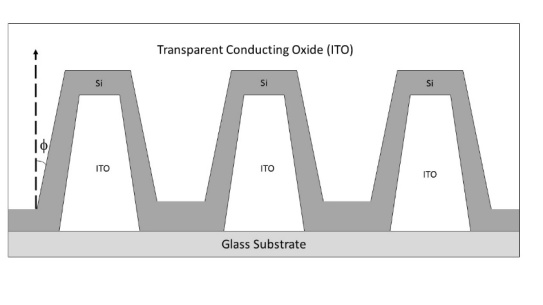 Transparent Conducting Oxide (ITO)
Si
Si
Si
ϕ
ITO
ITO
ITO
Glass Substrate